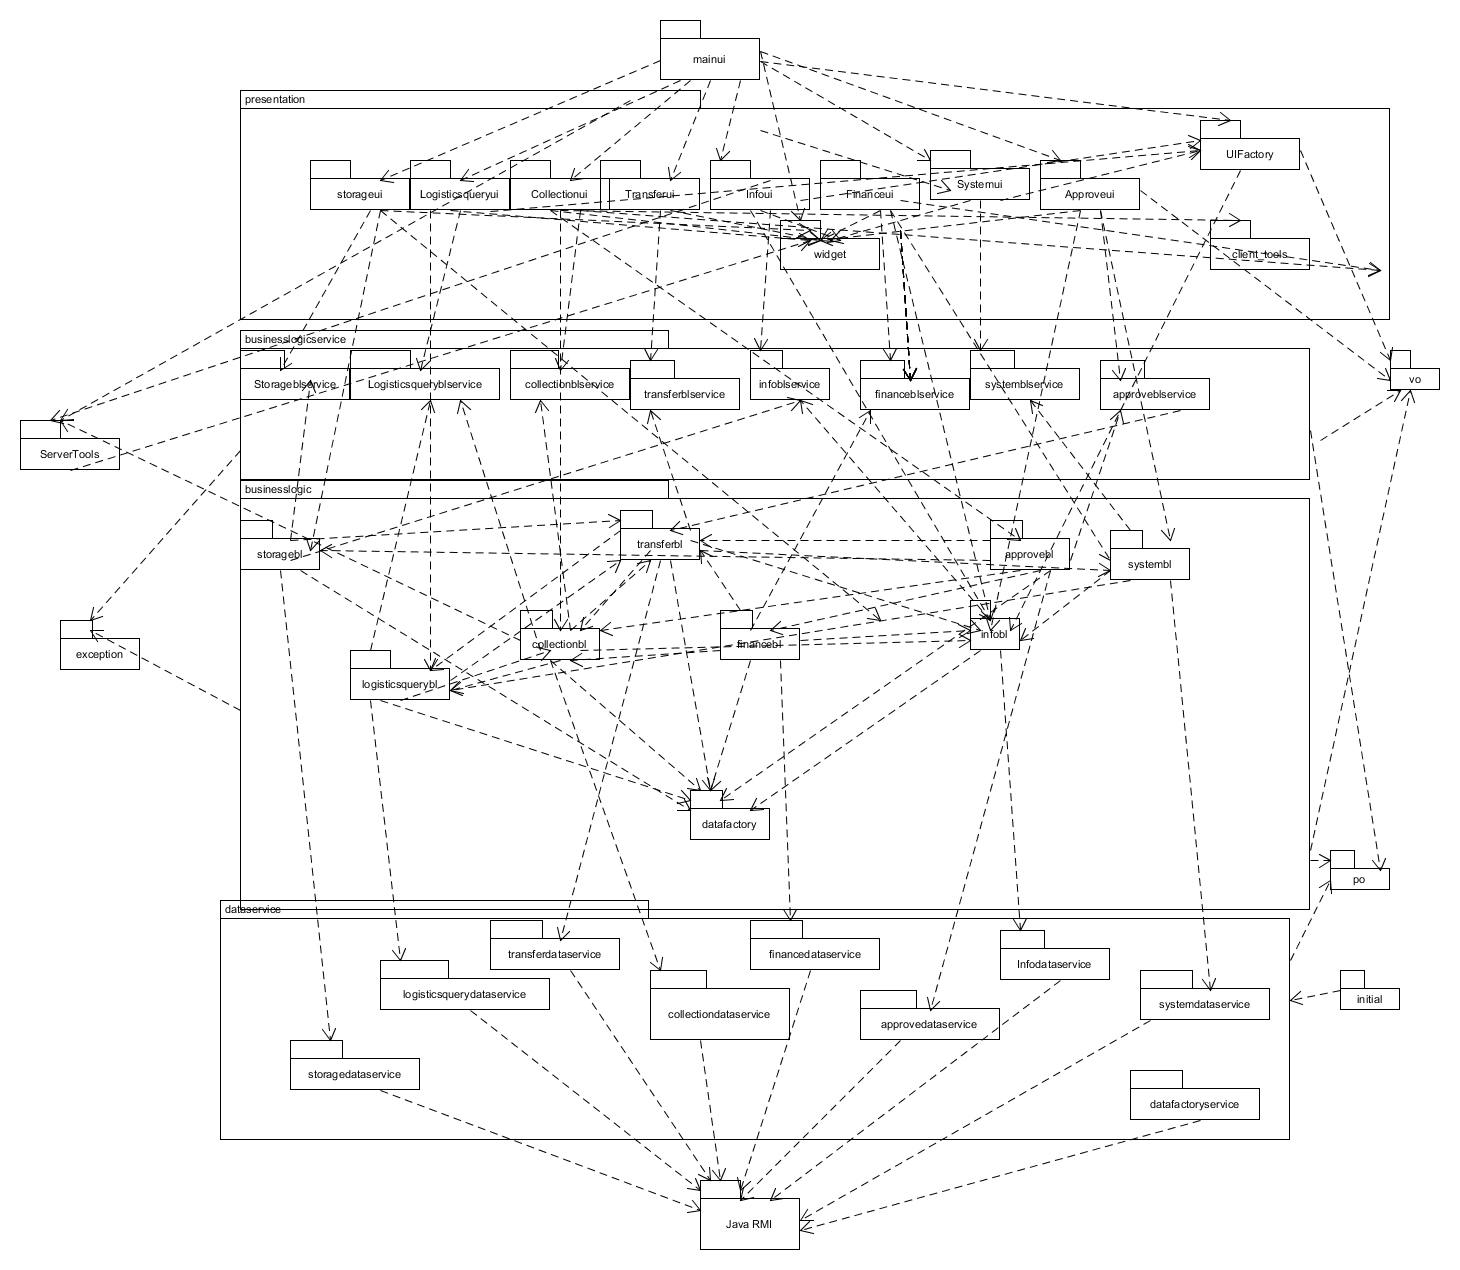 mainui
presentation
UIFactory
storageui
Logisticsqueryui
Collectionui
Transferui
Infoui
Financeui
Systemui
Approveui
widget
client_tools
businesslogicservice
Storageblservice
Logisticsqueryblservice
collectionblservice
transferblservice
infoblservice
financeblservice
systemblservice
approveblservice
vo
ServerTools
businesslogic
storagebl
transferbl
approvebl
systembl
exception
collectionbl
financebl
infobl
logisticsquerybl
datafactory
po
dataservice
transferdataservice
financedataservice
Infodataservice
logisticsquerydataservice
collectiondataservice
approvedataservice
systemdataservice
initial
storagedataservice
datafactoryservice
Java RMI